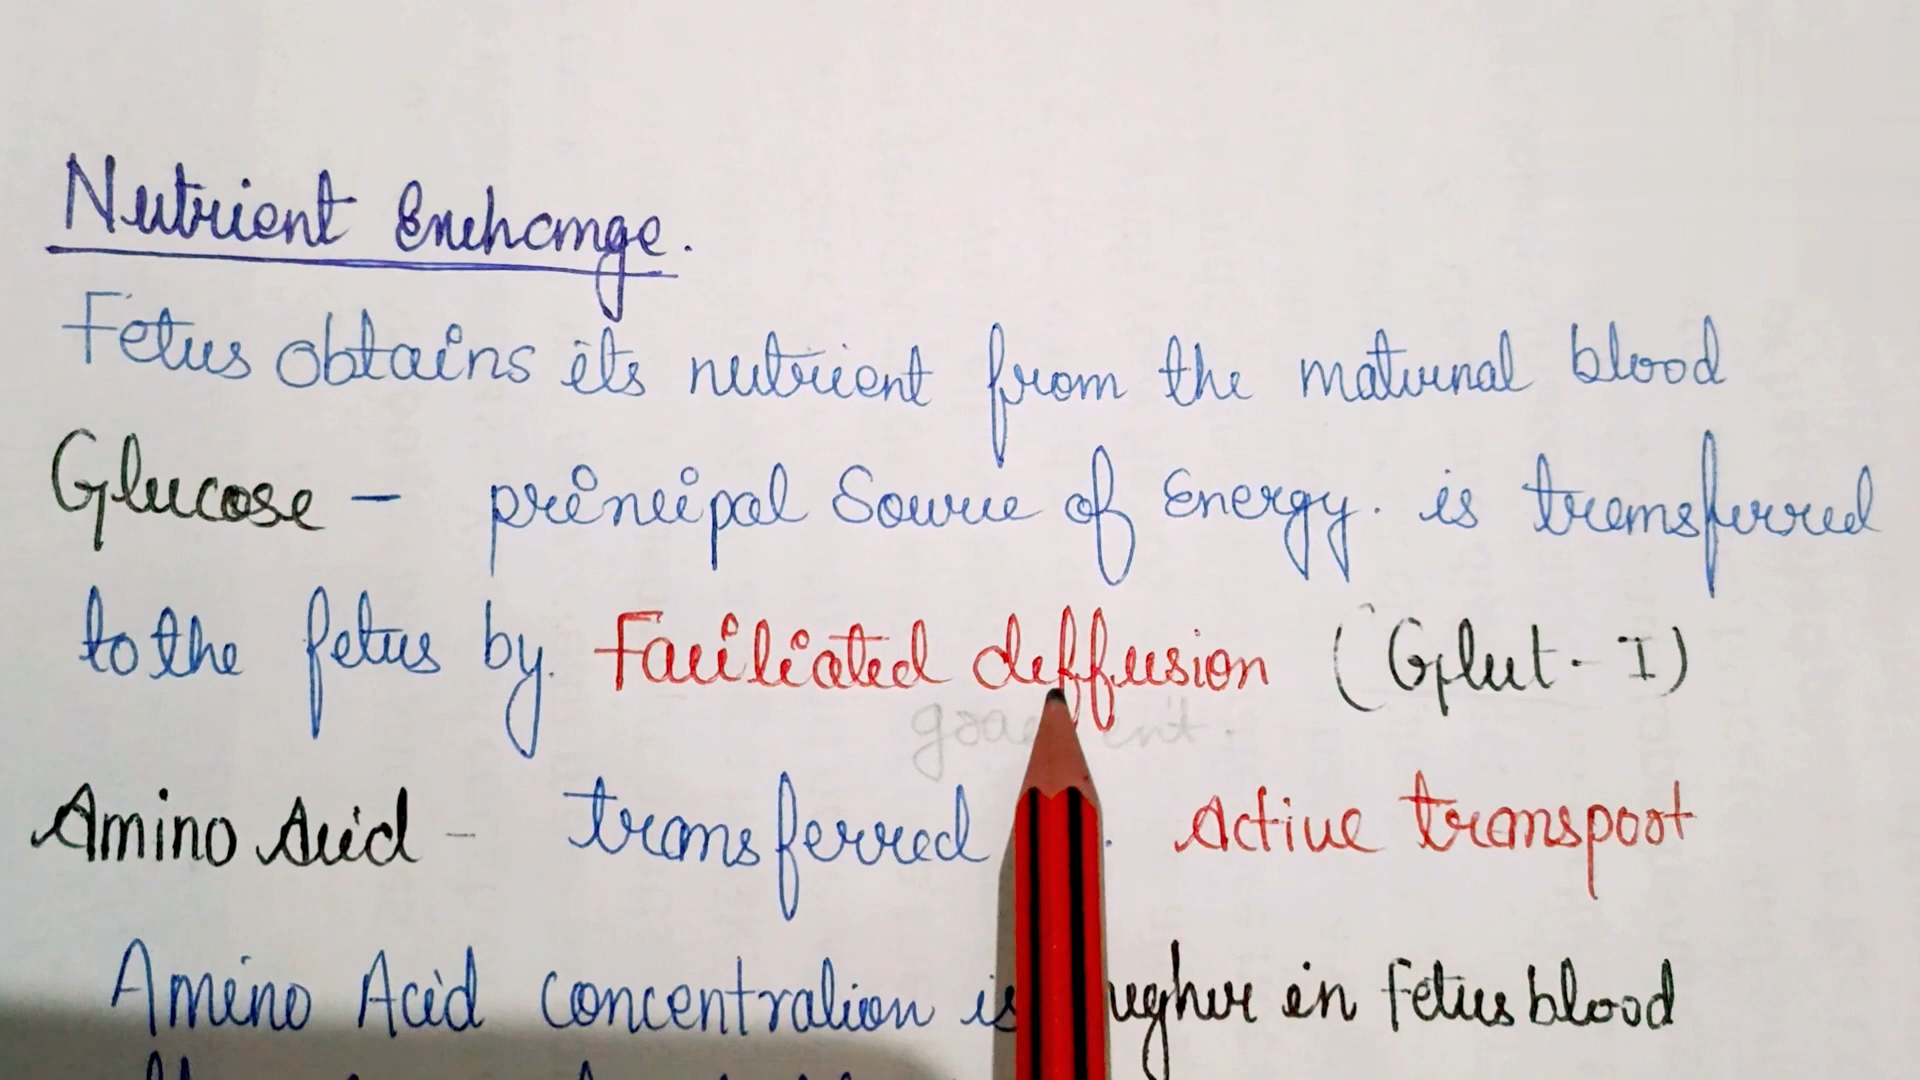 Nutrient Exchange.
Fetus obtains its nutrient from the maternal blood
Glucose – principal Source of Energy. is transferred
to the fetus by. Faciliated diffusion (Glut - I)
Amino Acid - transferred Active transport
Amino Acid concentration is higher in fetus blood